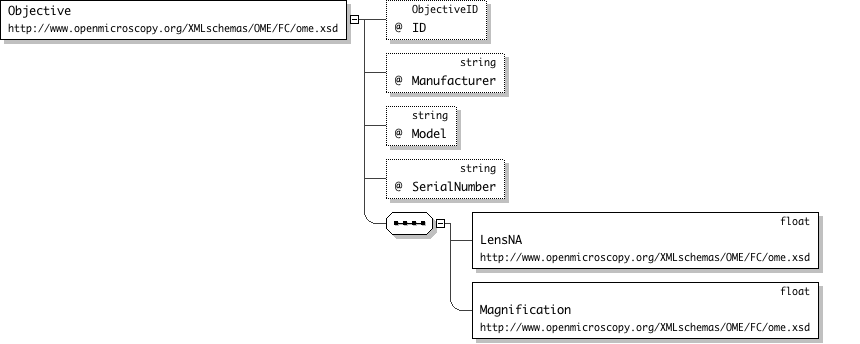 Objective
http://www.openmicroscopy.org/XMLschemas/OME/FC/ome.xsd
ObjectiveID
@ ID
string
@ Manufacturer
string
@ Model
string
@ SerialNumber
float
LensNA
http://www.openmicroscopy.org/XMLschemas/OME/FC/ome.xsd
float
Magnification
http://www.openmicroscopy.org/XMLschemas/OME/FC/ome.xsd